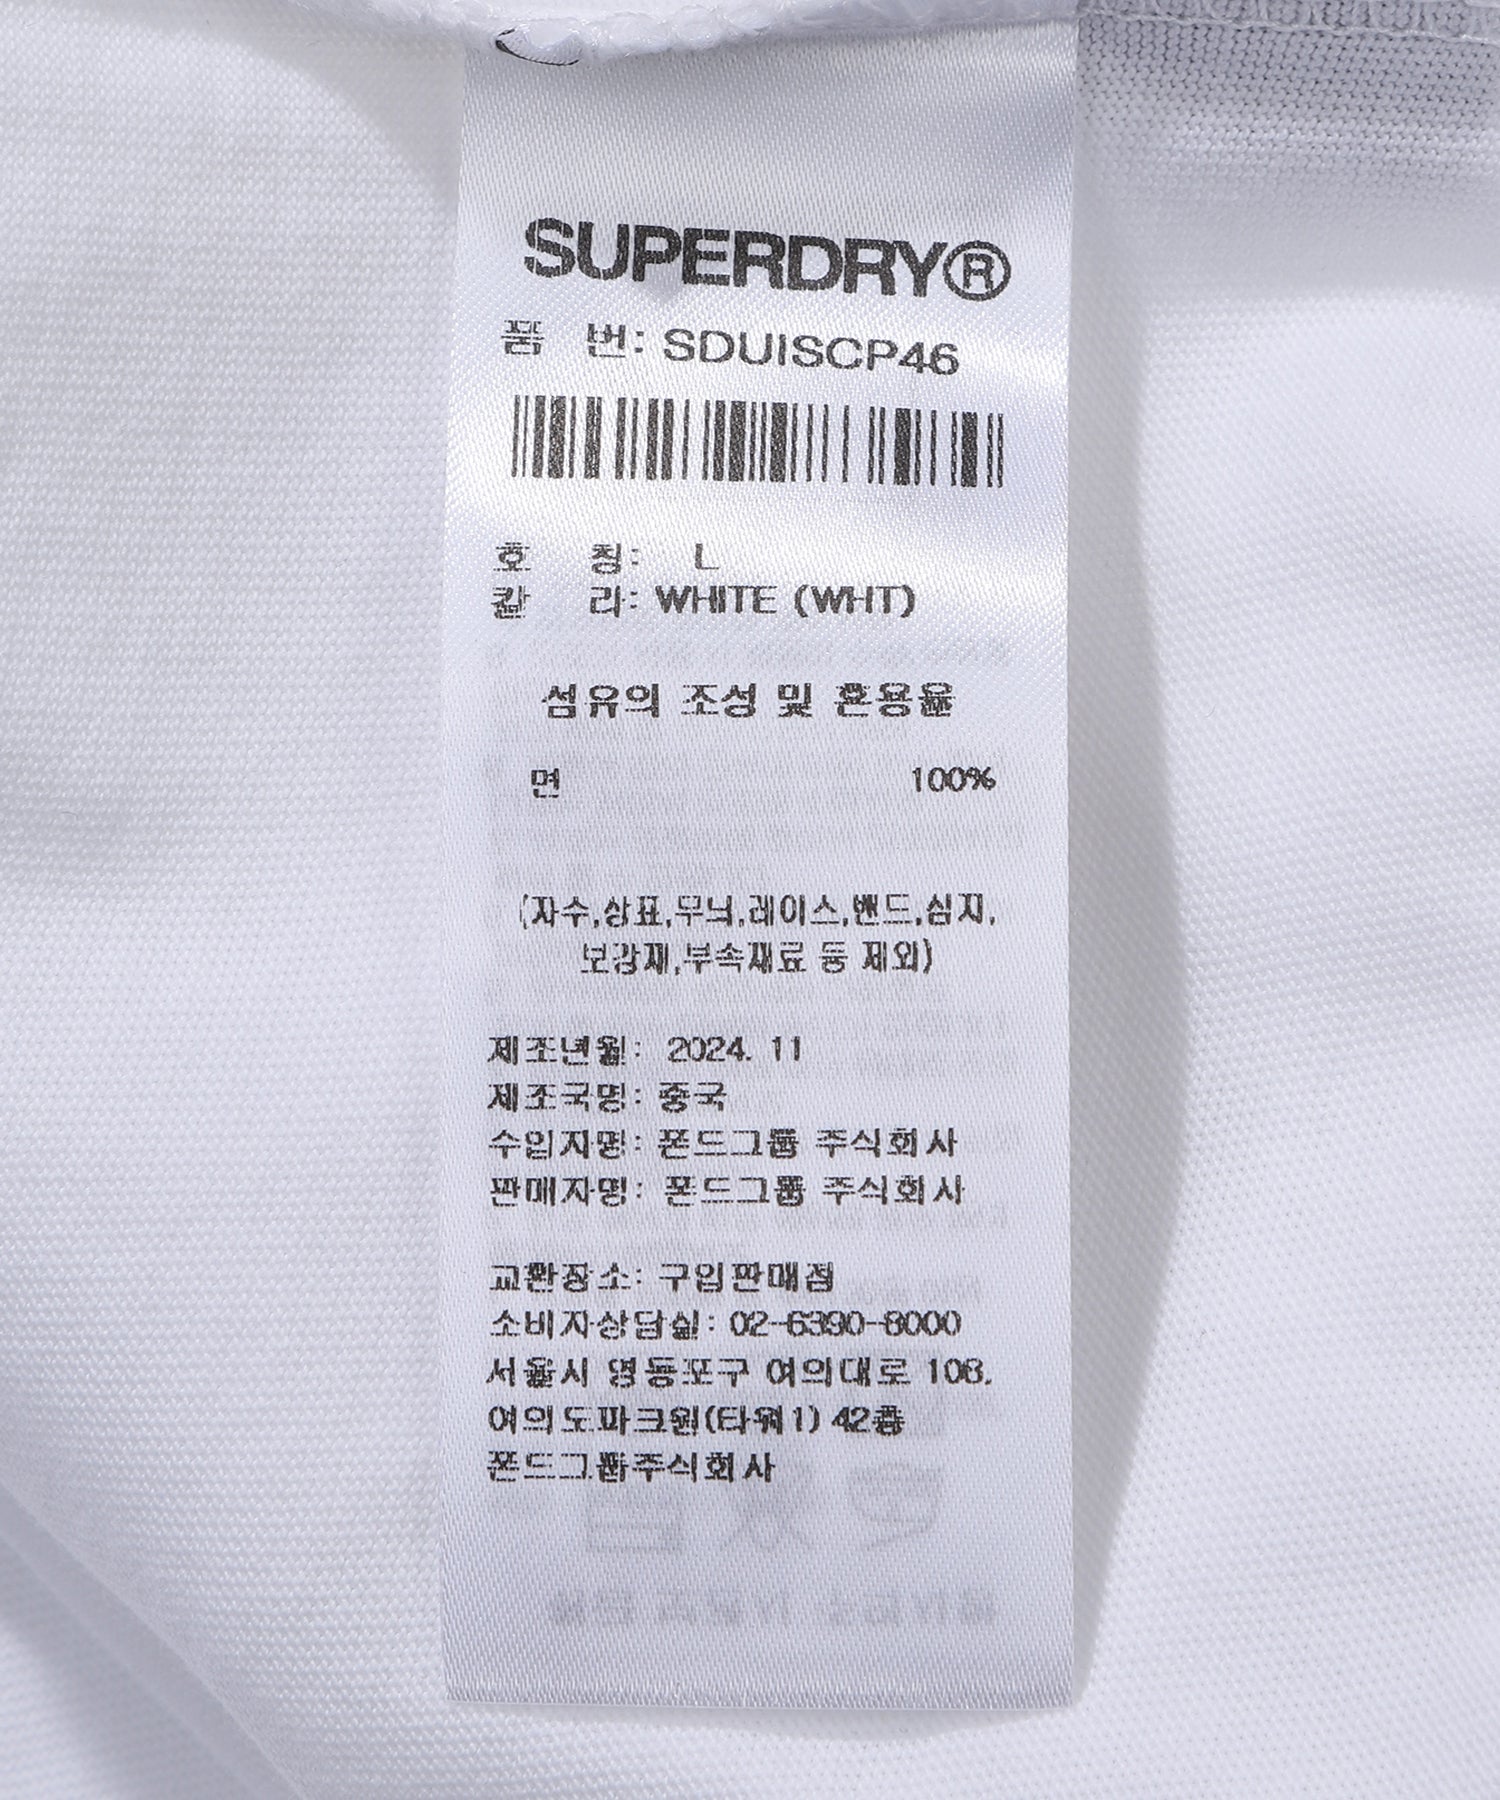 SUPERDRY®
품 번: SDUISCP46
호 칭: L
칼 라: WHITE (WHT)
섬유의 조성 및 혼용율
면 100%
(자수,상표,무늬,레이스,밴드,심지,
보강재,부속재료 등 제외)
제조년월: 2024. 11
제조국명: 중국
수입자명: 폰드그룹 주식회사
판매자명: 폰드그룹 주식회사
교환장소: 구입판매점
소비자상담실: 02-6390-8000
서울시 영등포구 여의대로 108,
여의도파크원(타워1) 42층
폰드그룹주식회사